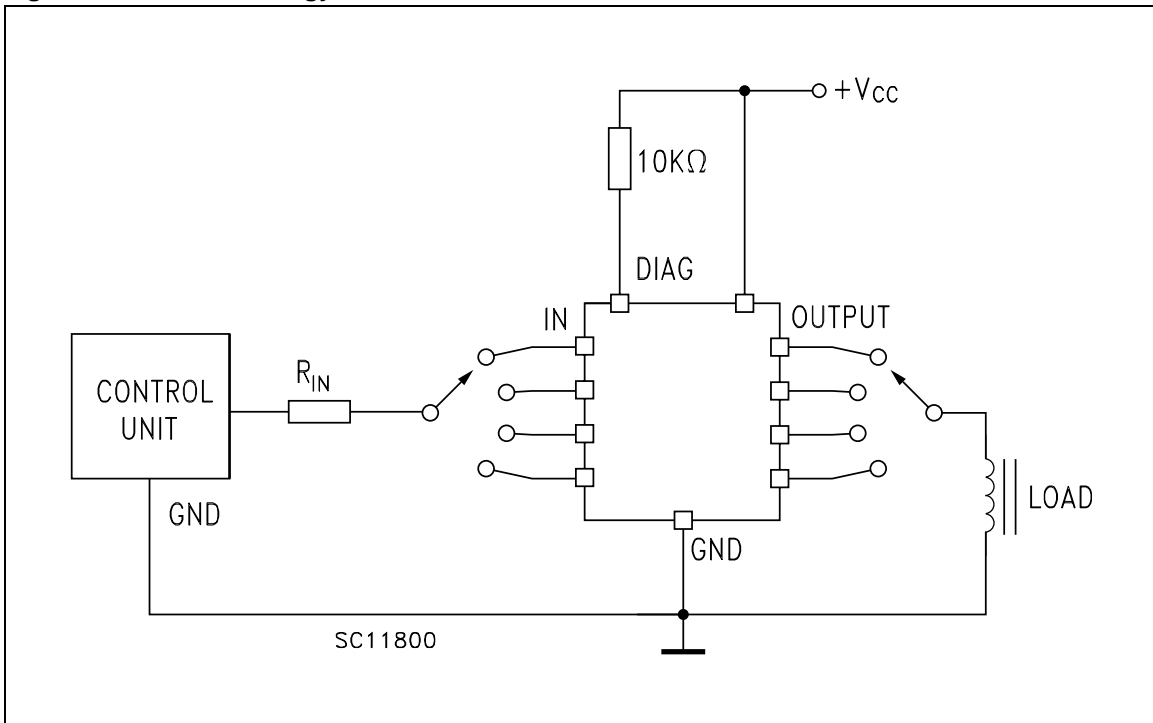 +VCC
10KΩ
DIAG
IN
OUTPUT
RIN
CONTROL
UNIT
LOAD
GND
GND
SC11800